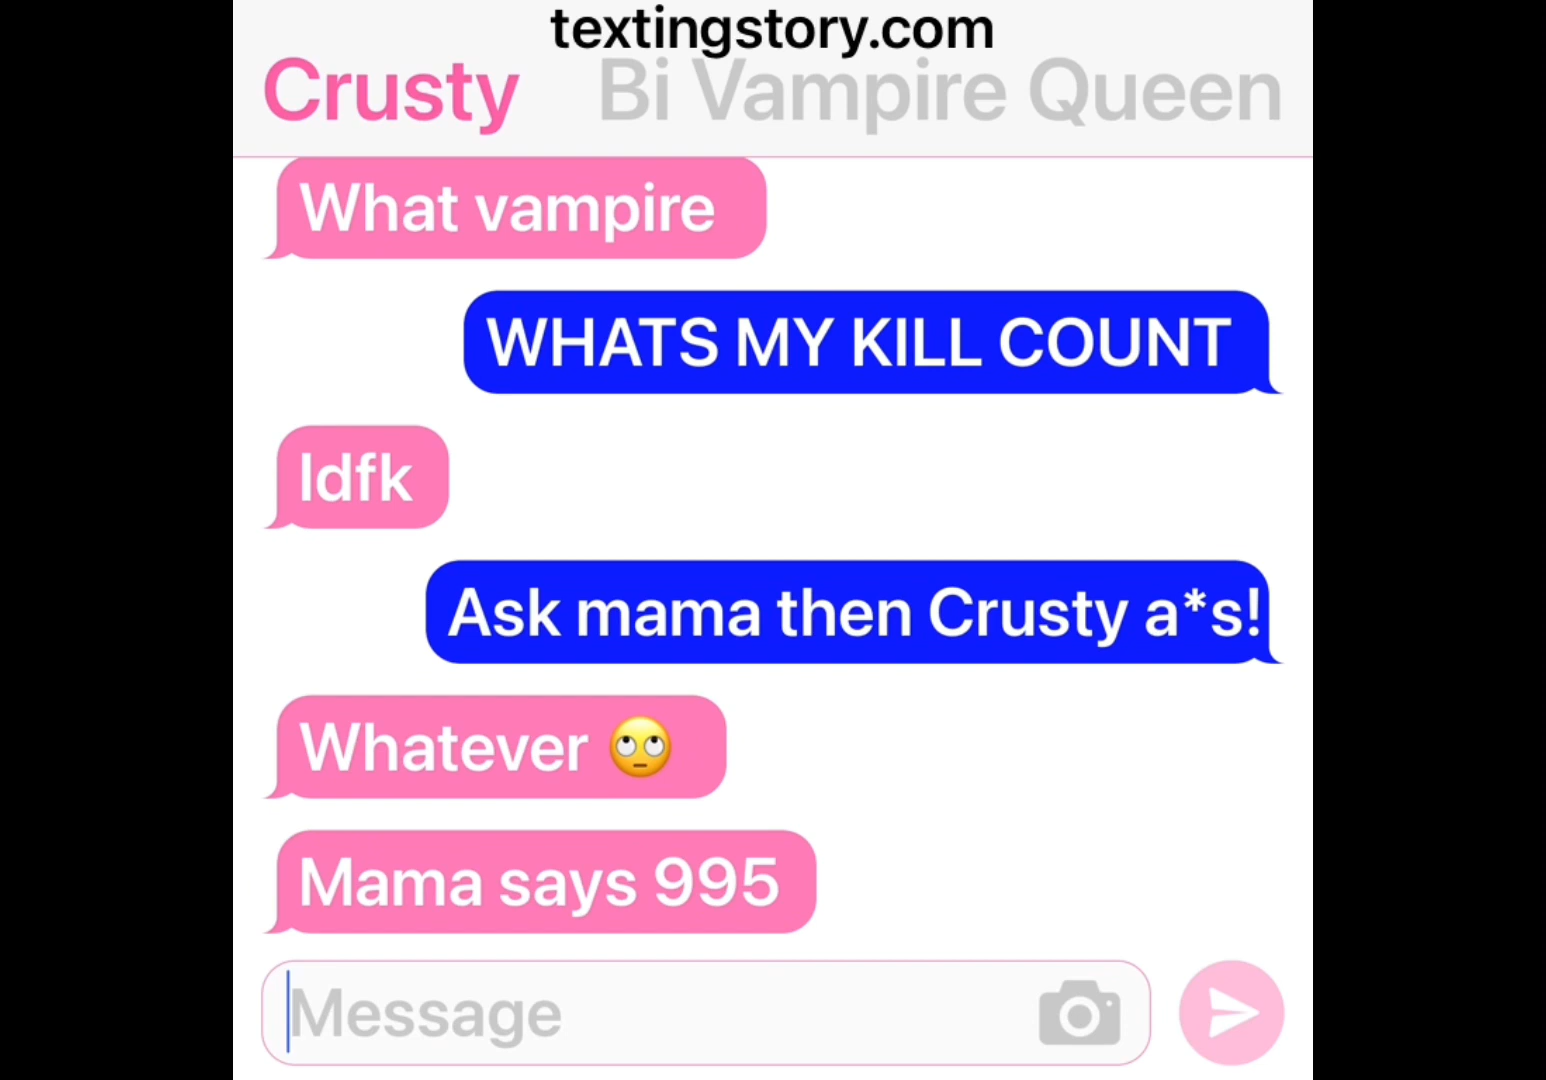 textingstory.com
Crusty Bi Vampire Queen
What vampire
WHATS MY KILL COUNT
Idfk
Ask mama then Crusty a*s!
Whatever 🙄
Mama says 995
Message